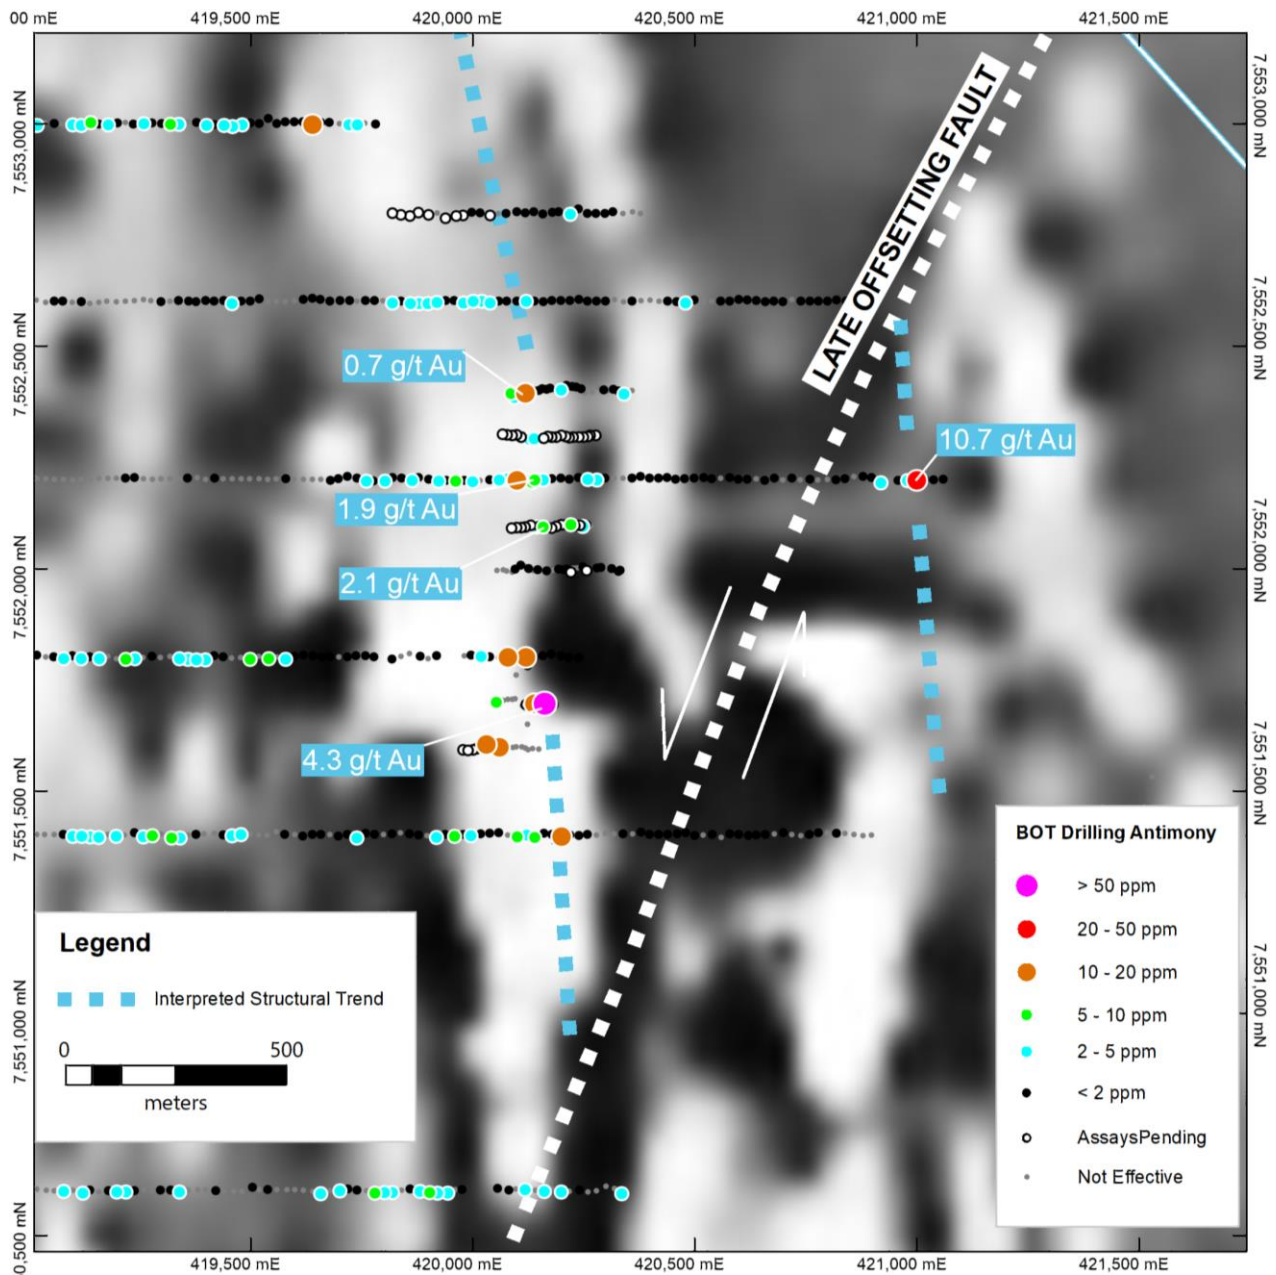 00 mE
419,500 mE
420,000 mE
420,500 mE
421,000 mE
421,500 mE
7,553,000 mN
7,553,000 mN
LATE OFFSETTING FAULT
7,552,500 mN
7,552,500 mN
0.7 g/t Au
10.7 g/t Au
1.9 g/t Au
2.1 g/t Au
7,552,000 mN
7,552,000 mN
4.3 g/t Au
7,551,500 mN
7,551,500 mN
BOT Drilling Antimony
> 50 ppm
20 - 50 ppm
10 - 20 ppm
5 - 10 ppm
2 - 5 ppm
< 2 ppm
AssaysPending
Not Effective
Legend
Interpreted Structural Trend
0 500
meters
7,551,000 mN
7,551,000 mN
0,500 mN
419,500 mE
420,000 mE
420,500 mE
421,000 mE
421,500 mE